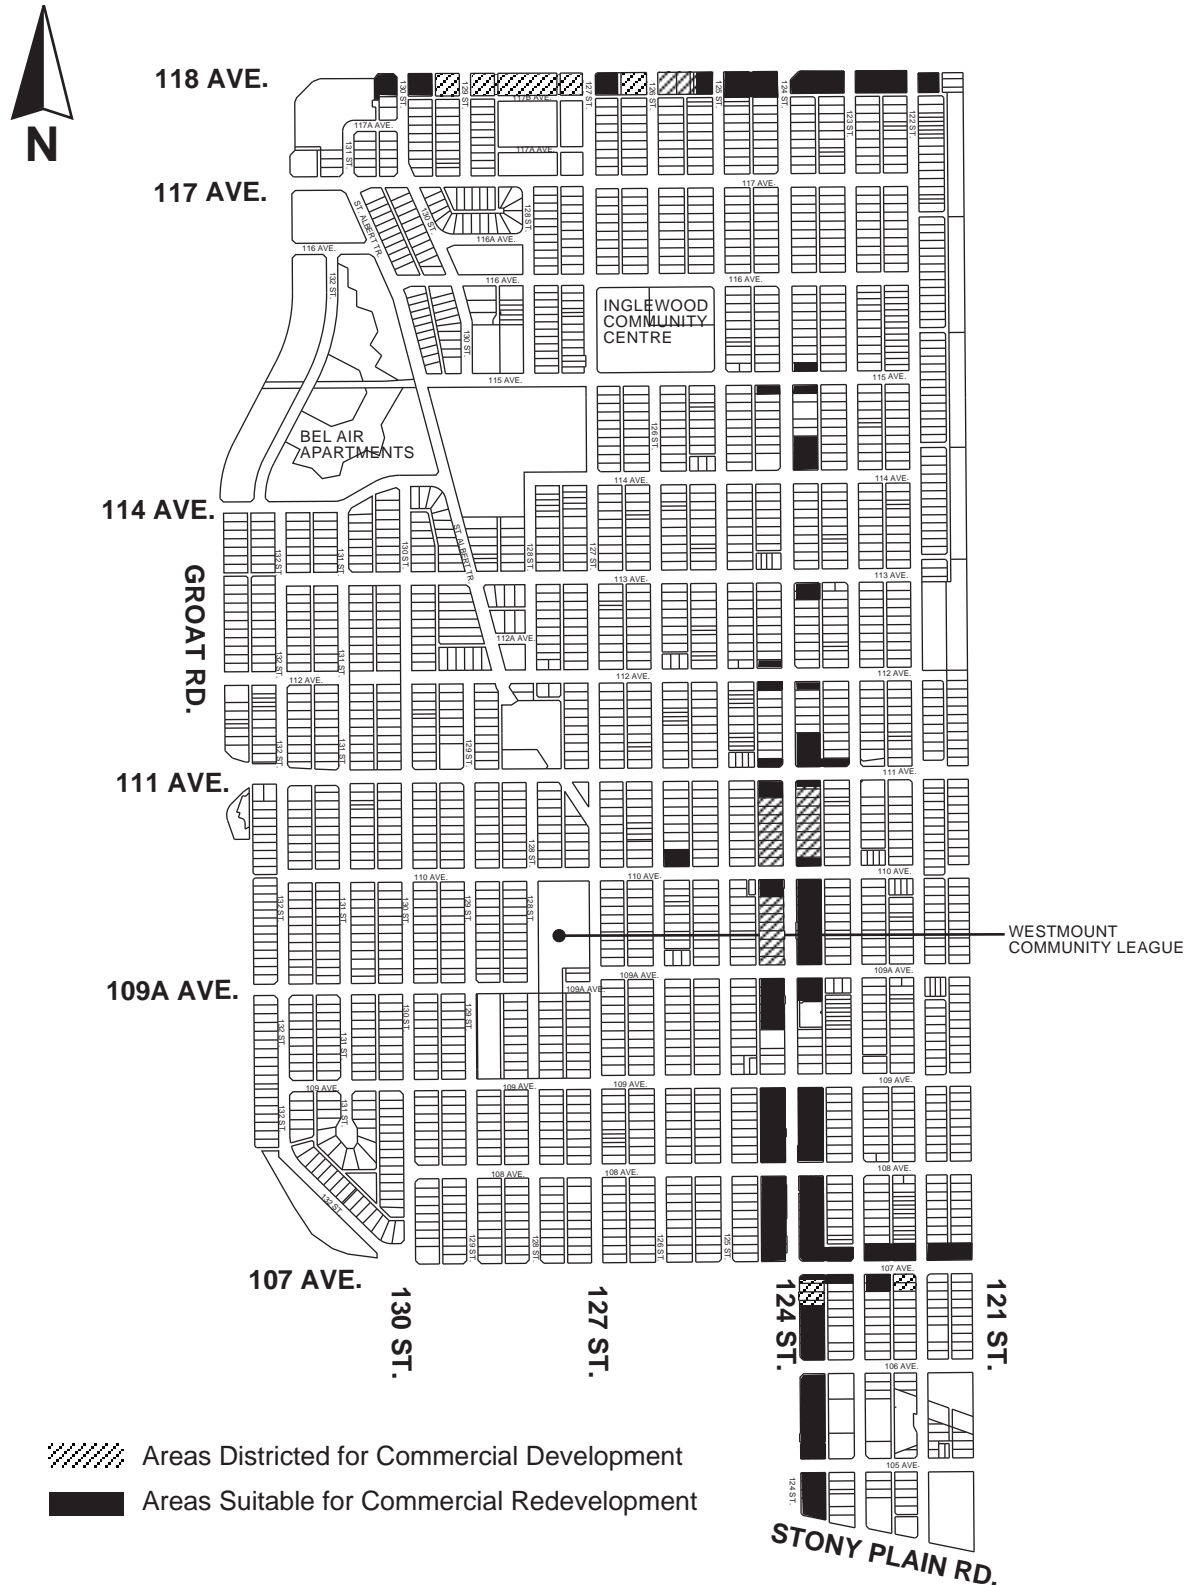 118 AVE.
130 ST.
129 ST.
117B AVE.
127 ST.
126 ST.
125 ST.
124 ST.
123 ST.
122 ST.
N
117A AVE.
131 ST.
117A AVE.
117 AVE.
117 AVE.
ST. ALBERT TR.
130 ST.
128 ST.
116A AVE.
116 AVE.
132 ST.
116 AVE.
116 AVE.
INGLEWOOD
COMMUNITY
CENTRE
130 ST.
115 AVE.
115 AVE.
BEL AIR
APARTMENTS
126 ST.
114 AVE.
114 AVE.
114 AVE.
ST. ALBERT TR.
132 ST.
131 ST.
130 ST.
128 ST.
127 ST.
GROAT RD.
113 AVE.
113 AVE.
112A AVE.
132 ST.
131 ST.
112 AVE.
112 AVE.
112 AVE.
132 ST.
131 ST.
129 ST.
111 AVE.
111 AVE.
128 ST.
110 AVE.
110 AVE.
110 AVE.
132 ST.
131 ST.
130 ST.
129 ST.
128 ST.
WESTMOUNT
COMMUNITY LEAGUE
109A AVE.
109A AVE.
109A AVE.
109A AVE.
132 ST.
131 ST.
130 ST.
129 ST.
109 AVE.
109 AVE.
109 AVE.
109 AVE.
132 ST.
131 ST.
108 AVE.
108 AVE.
108 AVE.
132 ST.
129 ST.
128 ST.
126 ST.
125 ST.
107 AVE.
107 AVE.
130 ST.
127 ST.
124 ST.
121 ST.
106 AVE.
105 AVE.
124 ST.
Areas Districted for Commercial Development
Areas Suitable for Commercial Redevelopment
STONY PLAIN RD.